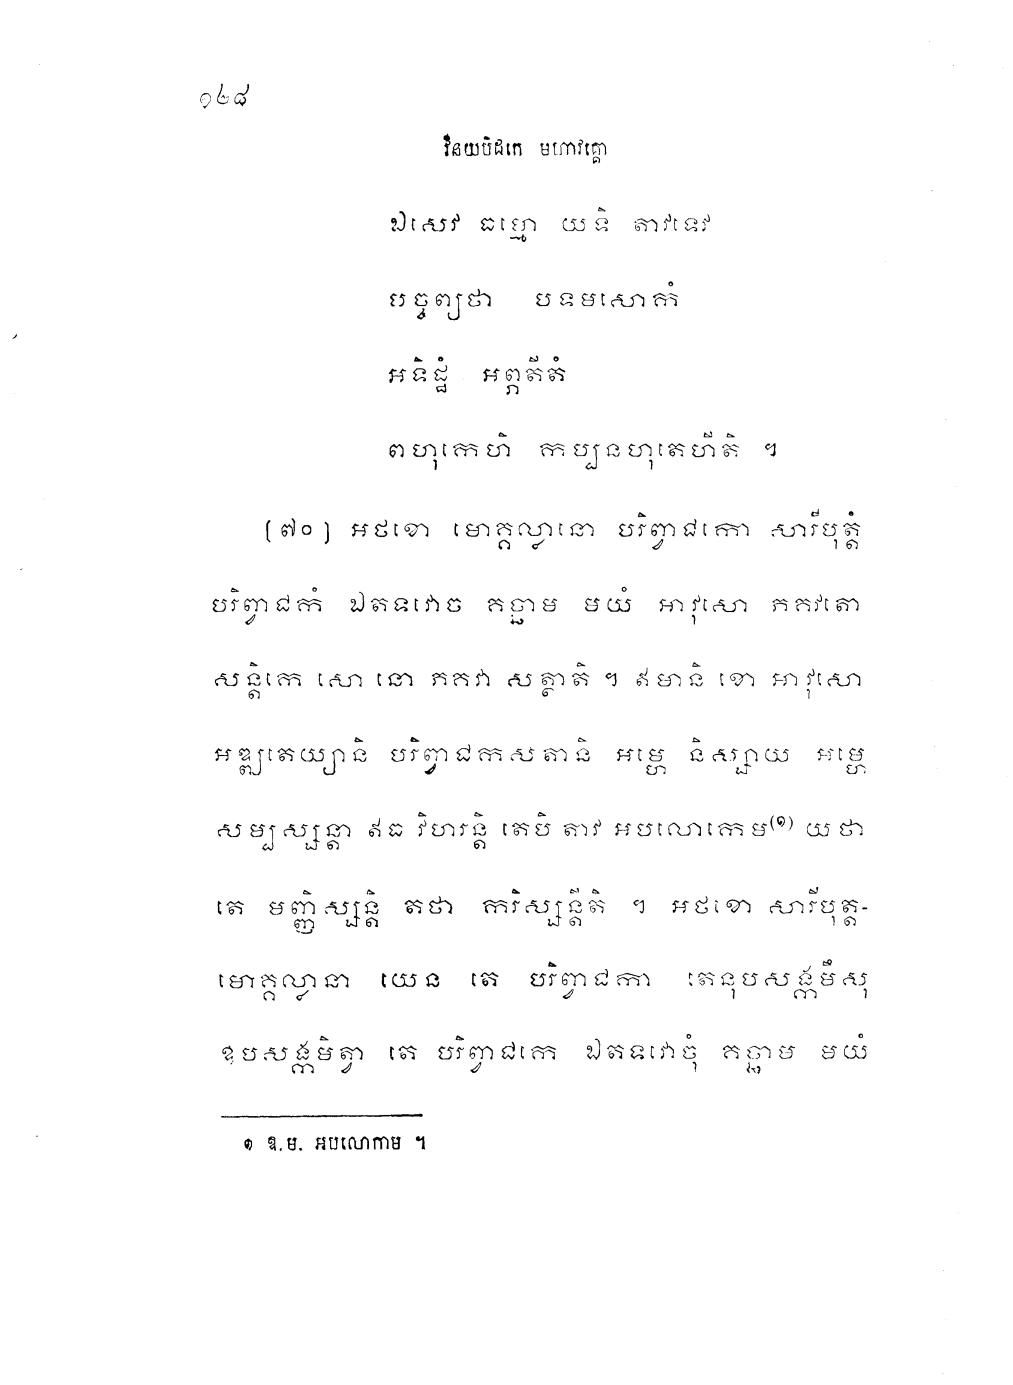 ១២៨
វិនយបិដកេ មហាវគ្គោ
ឯសេវ ធម្មោ យទិ តាវទេវ
បច្ចព្យថា បទមសោកំ
អទិដ្ឋំ អព្ភតីតំ
ពហុកេហិ កប្បនហុតេហីតិ ។
(៧០) អថខោ មោគ្គល្លានោ បរិព្វាជកោ សារីបុត្តំ
បរិព្វាជកំ ឯតទវោច គច្ឆាម មយំ អាវុសោ ភគវតោ
សន្តិកេ សោ នោ ភគវា សត្ថាតិ ។ ឥមានិ ខោ អាវុសោ
អឌ្ឍតេយ្យានិ បរិព្វាជកសតានិ អម្ហេ និស្សាយ អម្ហេ
សម្បស្សន្តា ឥធ វិហរន្តិ តេបិ តាវ អបលោកេម(១) យថា
តេ មញ្ញិស្សន្តិ តថា ករិស្សន្តីតិ ។ អថខោ សារីបុត្ត-
មោគ្គល្លានា យេន តេ បរិព្វាជកា តេនុបសង្កមឹសុ
ឧបសង្កមិត្វា តេ បរិព្វាជកេ ឯតទវោចុំ គច្ឆាម មយំ
១ ឱ.ម. អបលោកាម ។